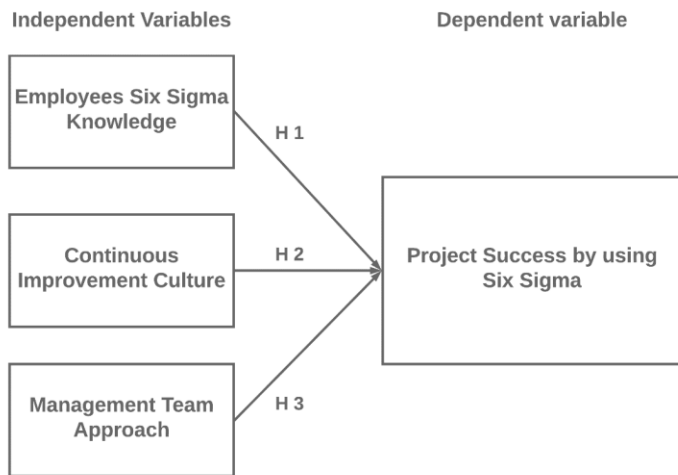 Independent Variables
Dependent variable
Employees Six Sigma
Knowledge
H 1
Continuous
Improvement Culture
H 2
Project Success by using
Six Sigma
Management Team
Approach
H 3